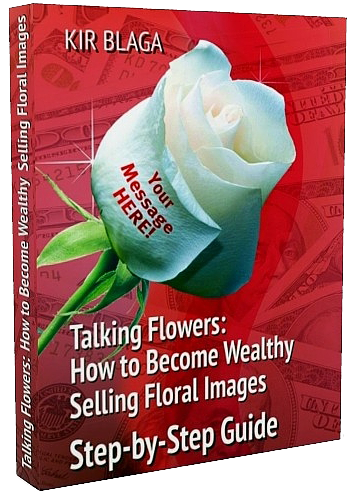 KIR BLAGA
Your
Message
HERE!
Talking Flowers:
How to Become Wealthy
Selling Floral Images
Step-by-Step Guide
Talking Flowers: How to Become Wealthy Selling Floral Images